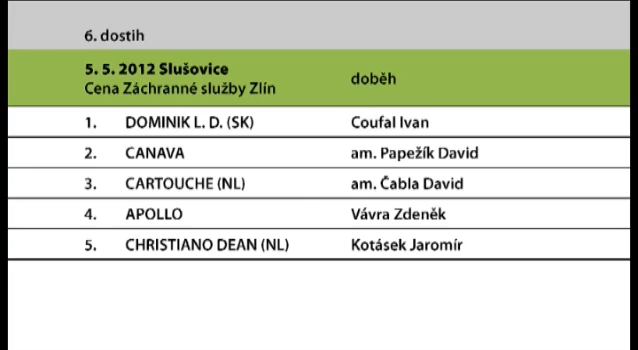 6. dostih
5. 5. 2012 Slušovice
Cena Záchranné služby Zlín
doběh
1. DOMINIK L. D. (SK) Coufal Ivan
2. CANAVA am. Papežík David
3. CARTOUCHE (NL) am. Čabla David
4. APOLLO Vávra Zdeněk
5. CHRISTIANO DEAN (NL) Kotásek Jaromír